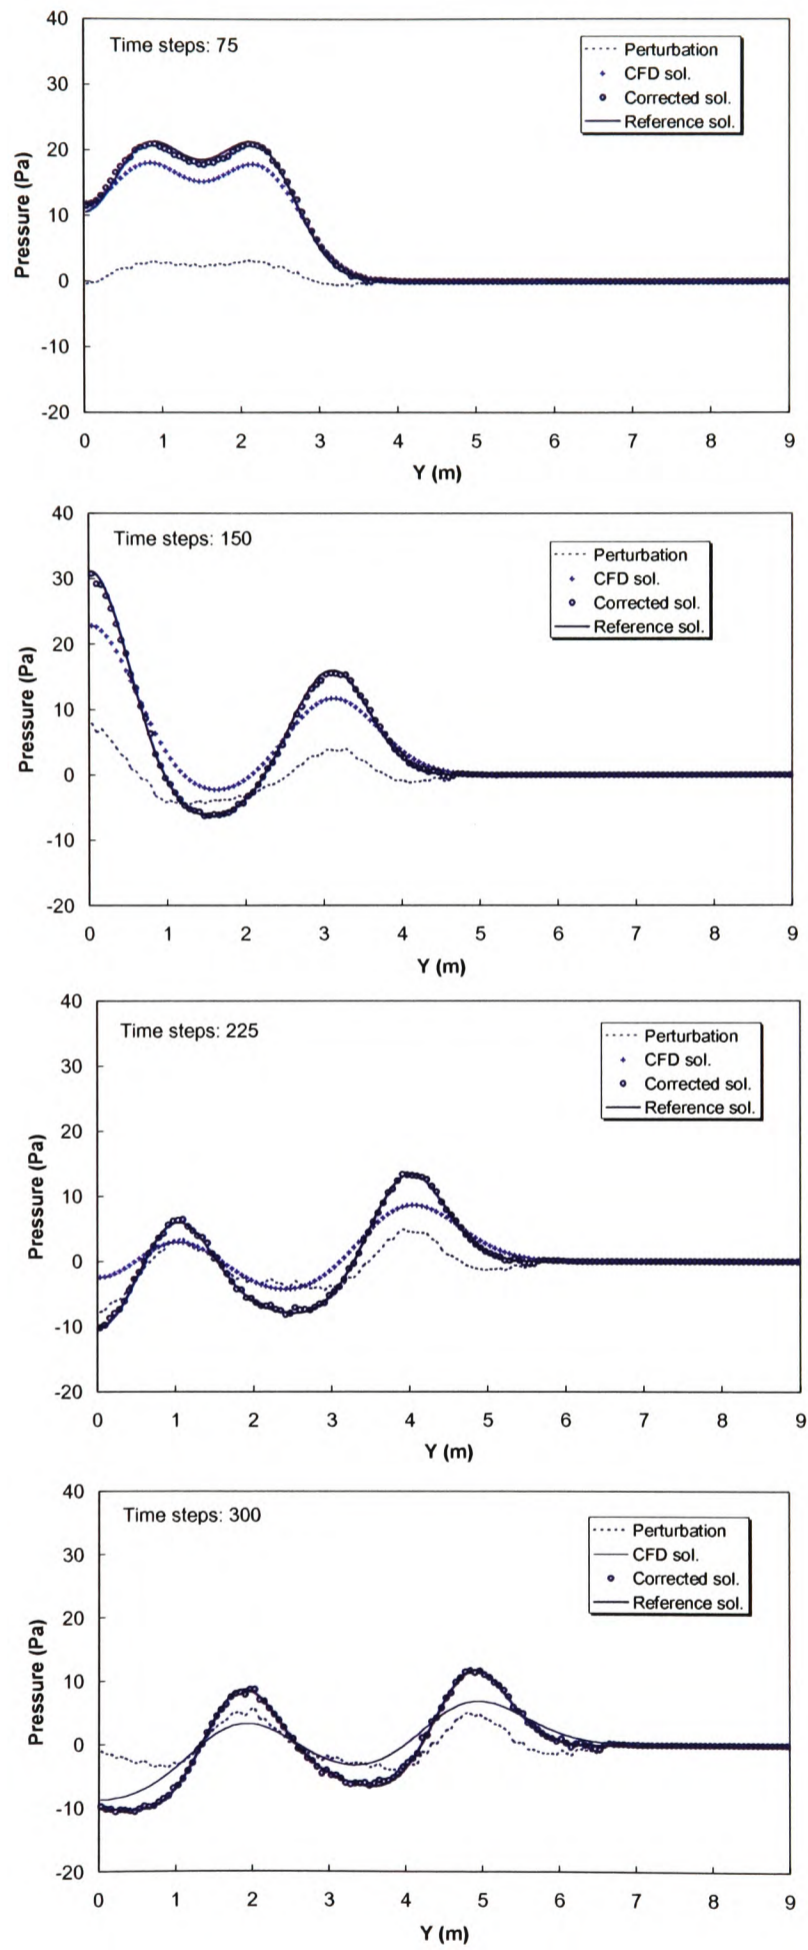 Time steps: 75
Perturbation
CFD sol.
Corrected sol.
Reference sol.
40
30
20
10
0
-10
-20
Pressure (Pa)
0 1 2 3 4 5 6 7 8 9
Y (m)
Time steps: 150
Perturbation
CFD sol.
Corrected sol.
Reference sol.
40
30
20
10
0
-10
-20
Pressure (Pa)
0 1 2 3 4 5 6 7 8 9
Y (m)
Time steps: 225
Perturbation
CFD sol.
Corrected sol.
Reference sol.
40
30
20
10
0
-10
-20
Pressure (Pa)
0 1 2 3 4 5 6 7 8 9
Y (m)
Time steps: 300
Perturbation
CFD sol.
Corrected sol.
Reference sol.
40
30
20
10
0
-10
-20
Pressure (Pa)
0 1 2 3 4 5 6 7 8 9
Y (m)